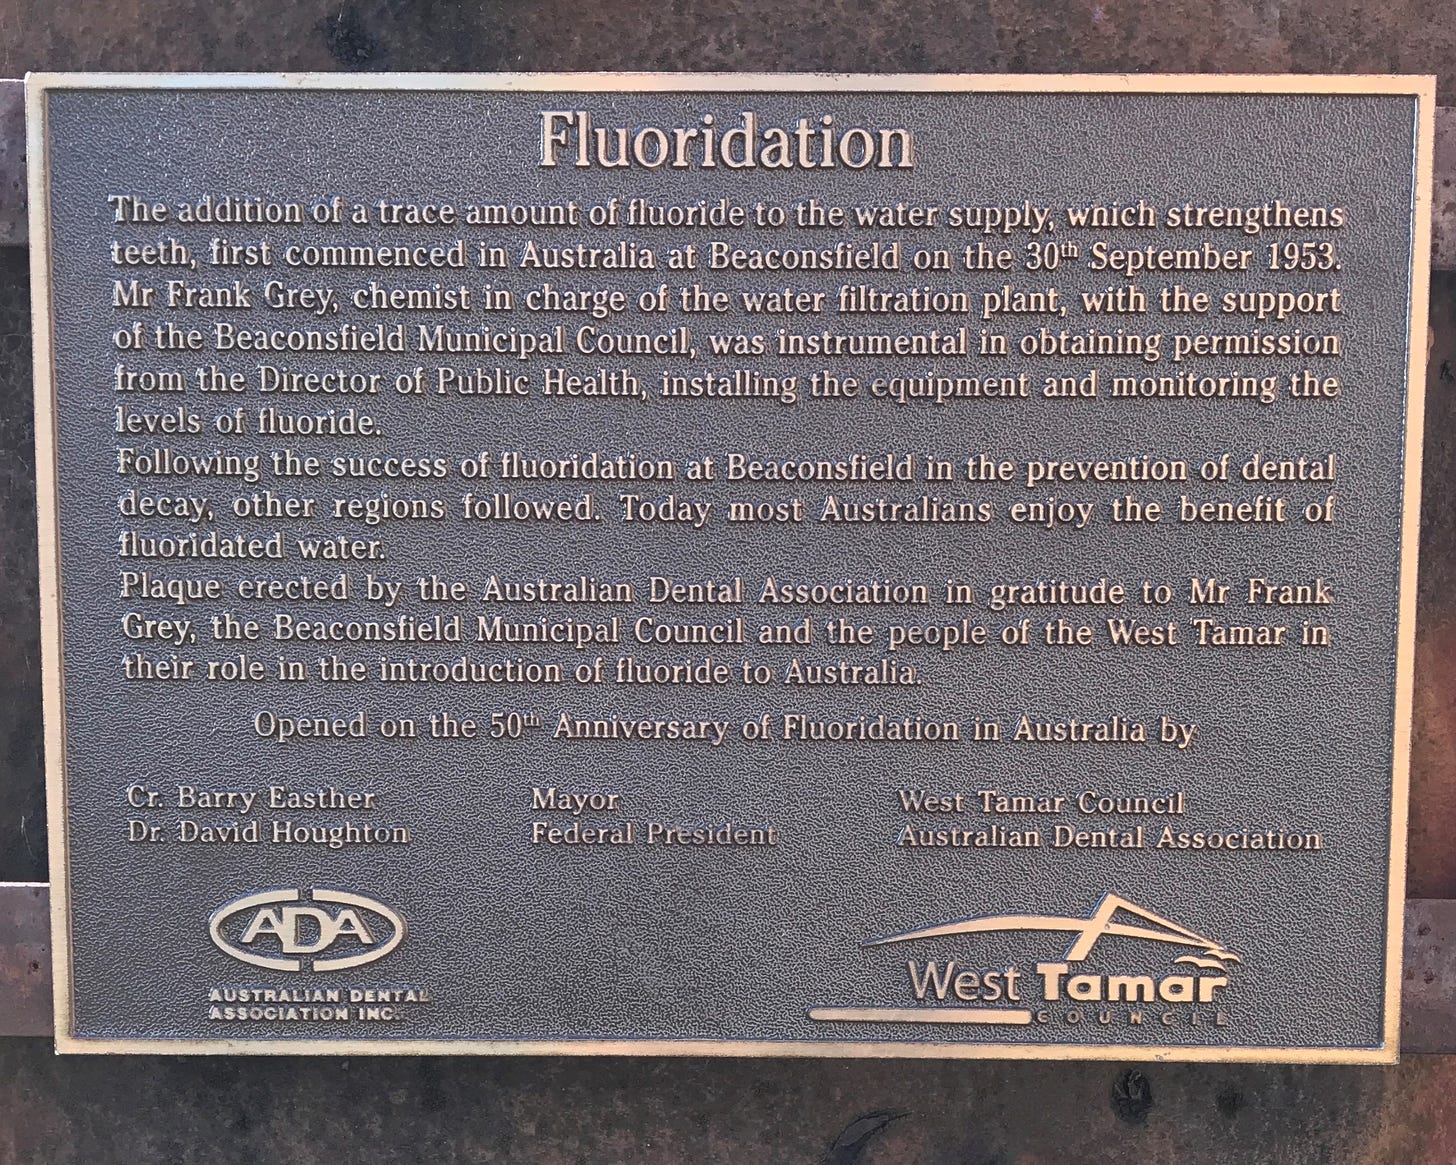 Fluoridation
The addition of a trace amount of fluoride to the water supply, which strengthens
teeth, first commenced in Australia at Beaconsfield on the 30th September 1953.
Mr Frank Grey, chemist in charge of the water filtration plant, with the support
of the Beaconsfield Municipal Council, was instrumental in obtaining permission
from the Director of Public Health, installing the equipment and monitoring the
levels of fluoride.
Following the success of fluoridation at Beaconsfield in the prevention of dental
decay, other regions followed. Today most Australians enjoy the benefit of
fluoridated water.
Plaque erected by the Australian Dental Association in gratitude to Mr Frank
Grey, the Beaconsfield Municipal Council and the people of the West Tamar in
their role in the introduction of fluoride to Australia.
Opened on the 50th Anniversary of Fluoridation in Australia by
Cr. Barry Easther Mayor West Tamar Council
Dr. David Houghton Federal President Australian Dental Association
ADA
AUSTRALIAN DENTAL
ASSOCIATION INC.
West Tamar
COUNCIL